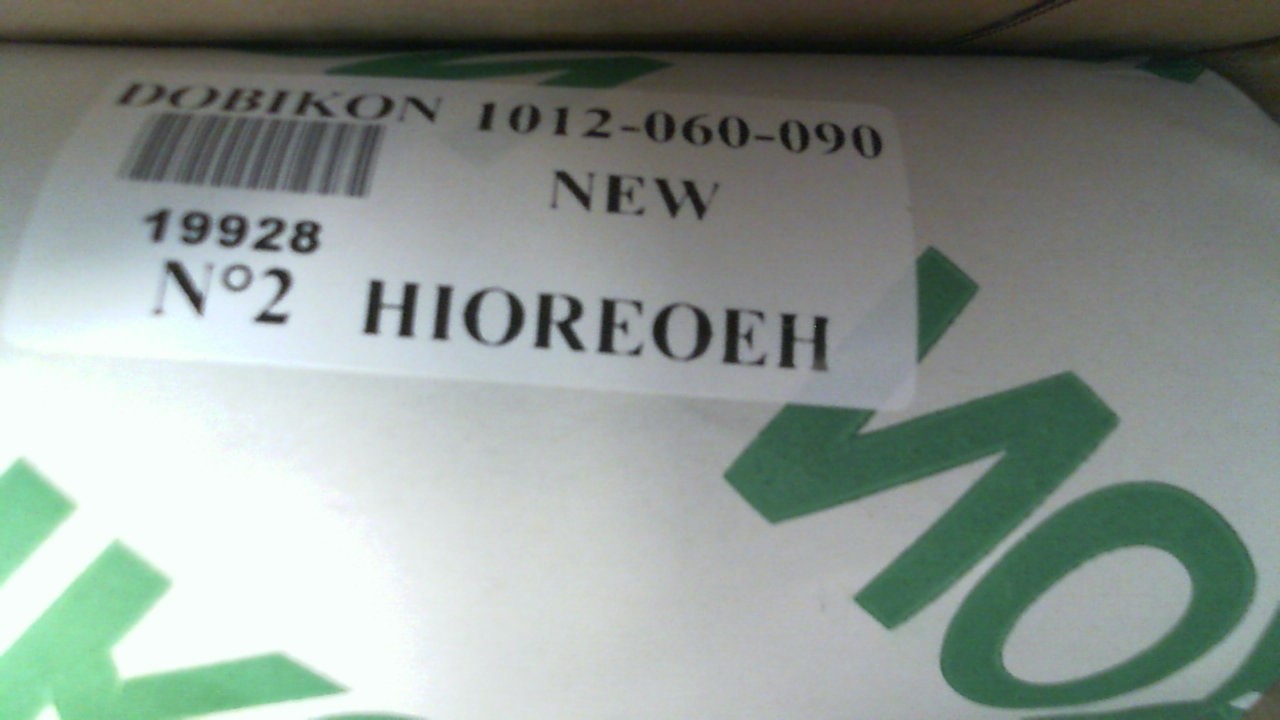 DOBIKON 1012-060-090
NEW
19928
N°2 HIOREOEH